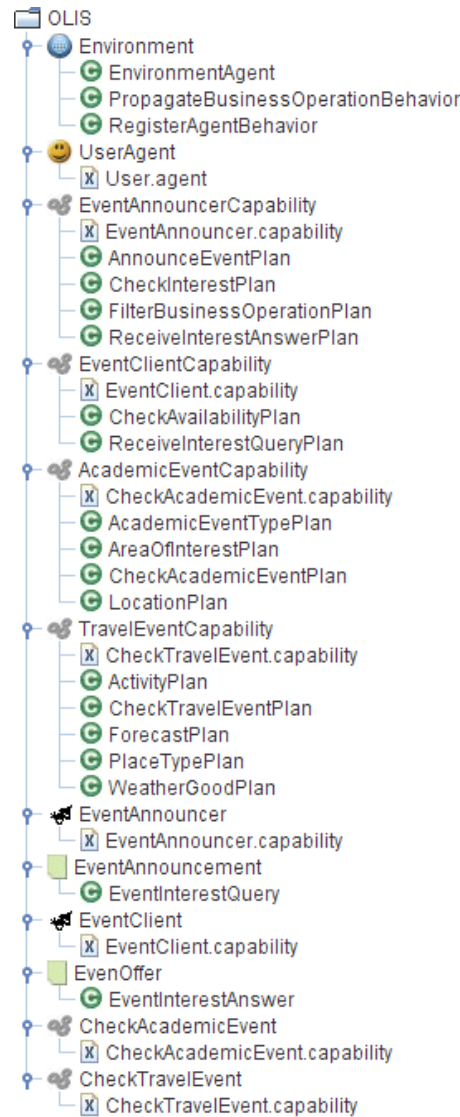 OLIS
Environment
EnvironmentAgent
PropagateBusinessOperationBehavior
RegisterAgentBehavior
UserAgent
User.agent
EventAnnouncerCapability
EventAnnouncer.capability
AnnounceEventPlan
CheckInterestPlan
FilterBusinessOperationPlan
ReceiveInterestAnswerPlan
EventClientCapability
EventClient.capability
CheckAvailabilityPlan
ReceiveInterestQueryPlan
AcademicEventCapability
CheckAcademicEvent.capability
AcademicEventTypePlan
AreaOfInterestPlan
CheckAcademicEventPlan
LocationPlan
TravelEventCapability
CheckTravelEvent.capability
ActivityPlan
CheckTravelEventPlan
ForecastPlan
PlaceTypePlan
WeatherGoodPlan
EventAnnouncer
EventAnnouncer.capability
EventAnnouncement
EventInterestQuery
EventClient
EventClient.capability
EvenOffer
EventInterestAnswer
CheckAcademicEvent
CheckAcademicEvent.capability
CheckTravelEvent
CheckTravelEvent.capability